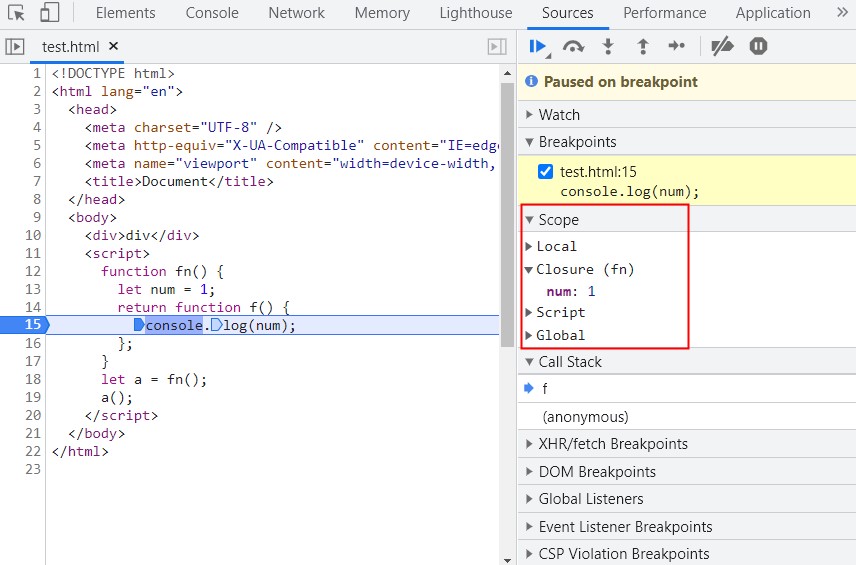 Elements Console Network Memory Lighthouse Sources Performance Application »
test.html ×
1 <!DOCTYPE html>
2 <html lang="en">
3 <head>
4 <meta charset="UTF-8" />
5 <meta http-equiv="X-UA-Compatible" content="IE=edge
6 <meta name="viewport" content="width=device-width,
7 <title>Document</title>
8 </head>
9 <body>
10 <div>div</div>
11 <script>
12 function fn() {
13 let num = 1;
14 return function f() {
15 console.log(num);
16 };
17 }
18 let a = fn();
19 a();
20 </script>
21 </body>
22 </html>
23
Paused on breakpoint
Watch
Breakpoints
test.html:15
console.log(num);
Scope
Local
Closure (fn)
num: 1
Script
Global
Call Stack
f
(anonymous)
XHR/fetch Breakpoints
DOM Breakpoints
Global Listeners
Event Listener Breakpoints
CSP Violation Breakpoints